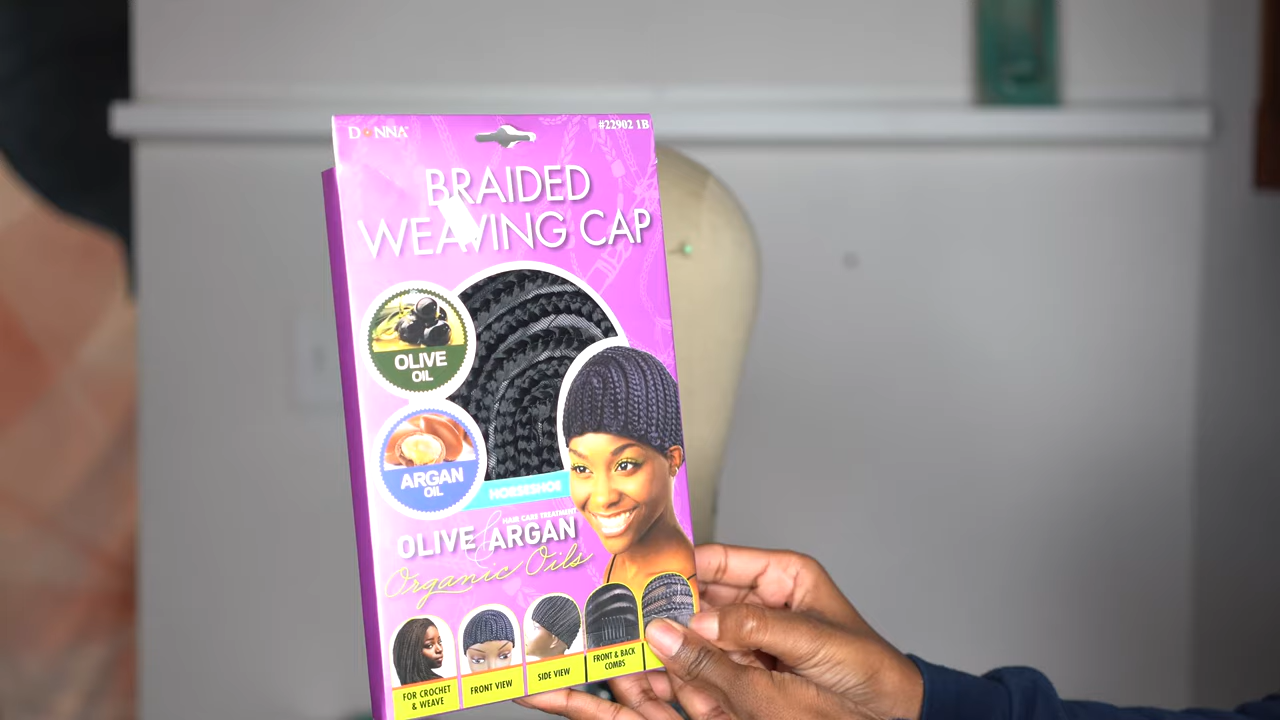 DONNA
#22902 1B
BRAIDED
WEAVING CAP
OLIVE
OIL
ARGAN
OIL
HORSESHOE
HAIR CARE TREATMENT
OLIVE & ARGAN
Organic Oils
FOR CROCHET
& WEAVE
FRONT VIEW
SIDE VIEW
FRONT & BACK
COMBS